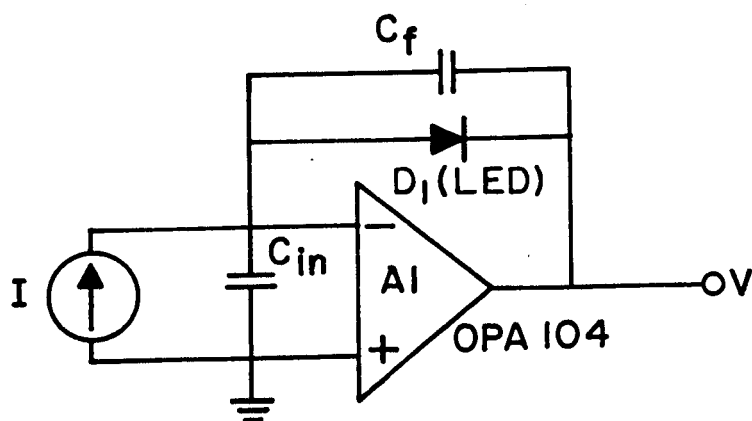 Cf
D1(LED)
Cin
−
A1
+
I
OPA 104
V